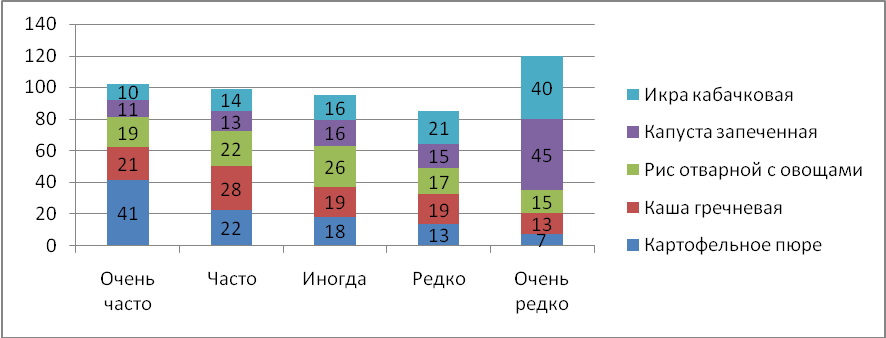 140
120
100
80
60
40
20
0
10
11
19
21
41
14
13
22
28
22
16
16
26
19
18
21
15
17
19
13
40
45
15
13
7
Очень
часто
Часто
Иногда
Редко
Очень
редко
Икра кабачковая
Капуста запеченная
Рис отварной с овощами
Каша гречневая
Картофельное пюре